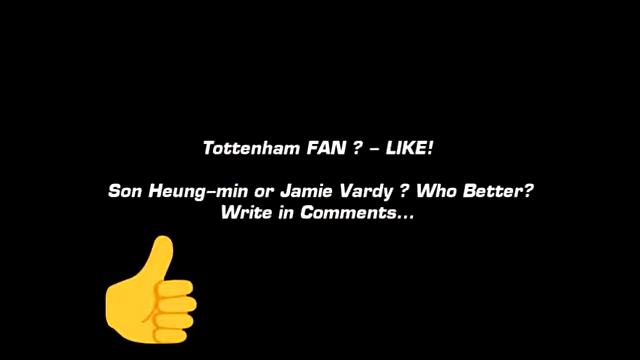 Tottenham FAN ? - LIKE!
Son Heung-min or Jamie Vardy ? Who Better?
Write in Comments...